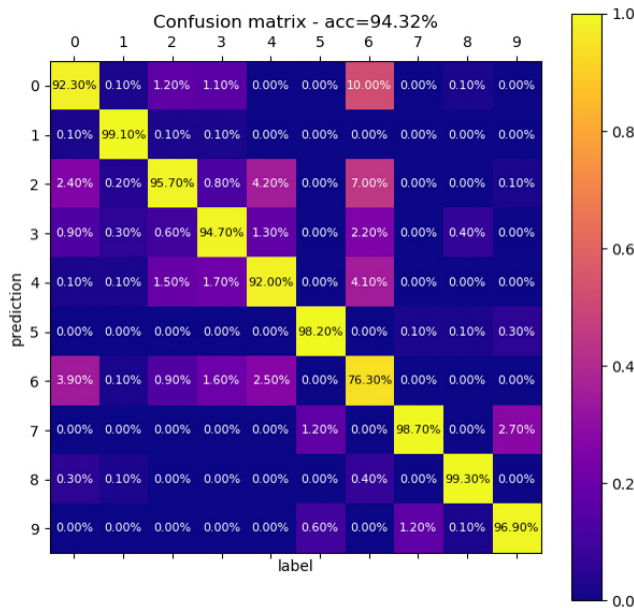 Confusion matrix - acc=94.32%
0 1 2 3 4 5 6 7 8 9
0 92.30% 0.10% 1.20% 1.10% 0.00% 0.00% 10.00% 0.00% 0.10% 0.00%
1 0.10% 99.10% 0.10% 0.10% 0.00% 0.00% 0.00% 0.00% 0.00% 0.00%
2 2.40% 0.20% 95.70% 0.80% 4.20% 0.00% 7.00% 0.00% 0.00% 0.10%
3 0.90% 0.30% 0.60% 94.70% 1.30% 0.00% 2.20% 0.00% 0.40% 0.00%
4 0.10% 0.10% 1.50% 1.70% 92.00% 0.00% 4.10% 0.00% 0.00% 0.00%
5 0.00% 0.00% 0.00% 0.00% 0.00% 98.20% 0.00% 0.10% 0.10% 0.30%
6 3.90% 0.10% 0.90% 1.60% 2.50% 0.00% 76.30% 0.00% 0.00% 0.00%
7 0.00% 0.00% 0.00% 0.00% 0.00% 1.20% 0.00% 98.70% 0.00% 2.70%
8 0.30% 0.10% 0.00% 0.00% 0.00% 0.00% 0.40% 0.00% 99.30% 0.00%
9 0.00% 0.00% 0.00% 0.00% 0.00% 0.60% 0.00% 1.20% 0.10% 96.90%
prediction
label
1.0
0.8
0.6
0.4
0.2
0.0